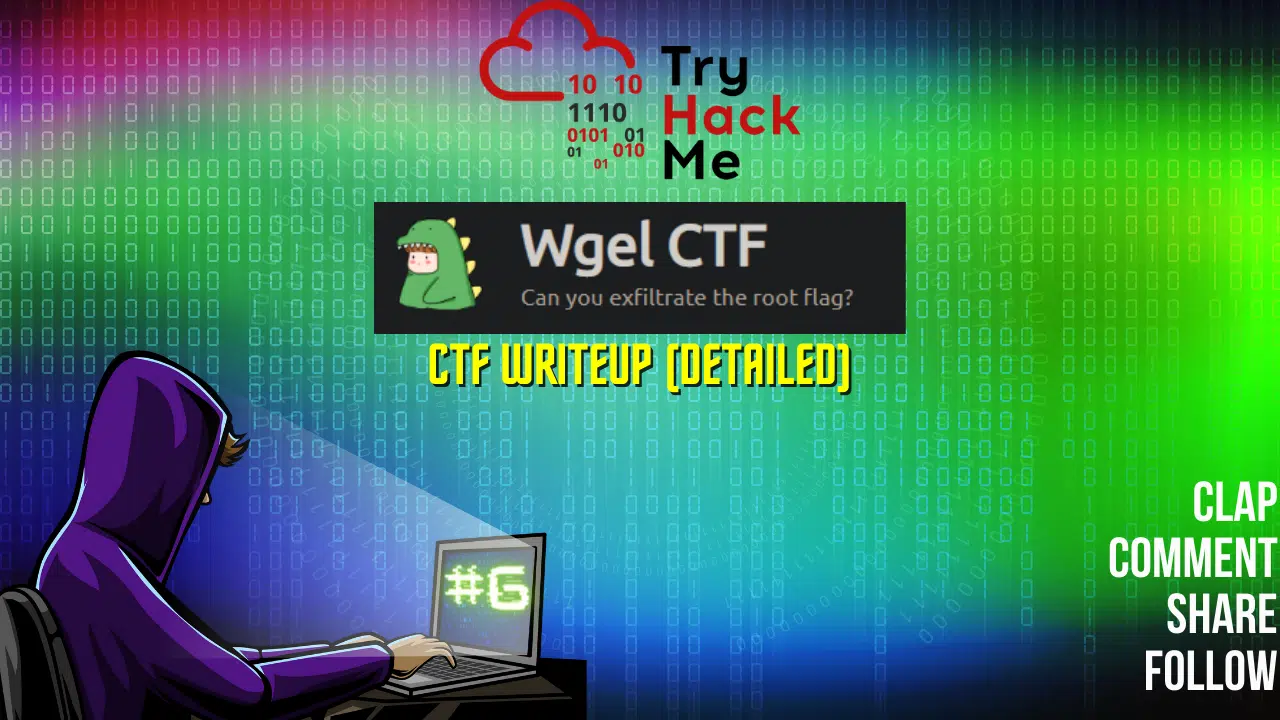 Try
10 10
Hack
1110
0101 01
Me
01 010
01
Wgel CTF
Can you exfiltrate the root flag?
CTF WRITEUP (DETAILED)
#6
CLAP
COMMENT
SHARE
FOLLOW